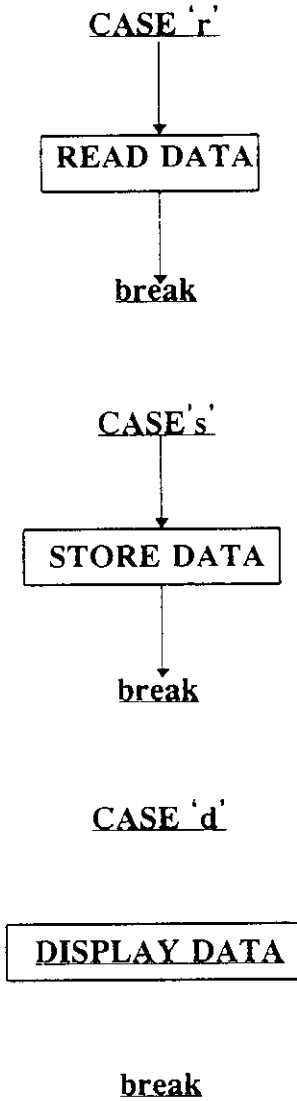 CASE 'r'
READ DATA
break
CASE's'
STORE DATA
break
CASE 'd'
DISPLAY DATA
break